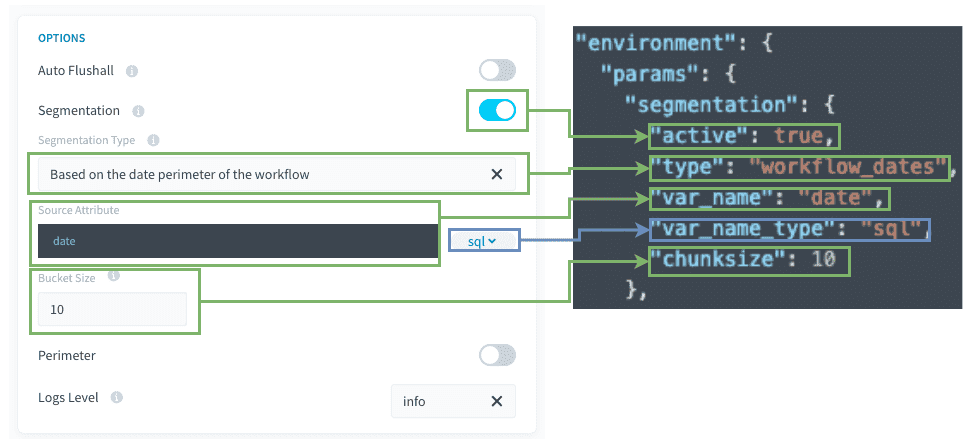 OPTIONS
Auto Flushall
Segmentation
Segmentation Type
Based on the date perimeter of the workflow
Source Attribute
date
sql
Bucket Size
10
Perimeter
Logs Level
info
"environment": {
"params": {
"segmentation": {
"active": true,
"type": "workflow_dates",
"var_name": "date",
"var_name_type": "sql",
"chunksize": 10
},